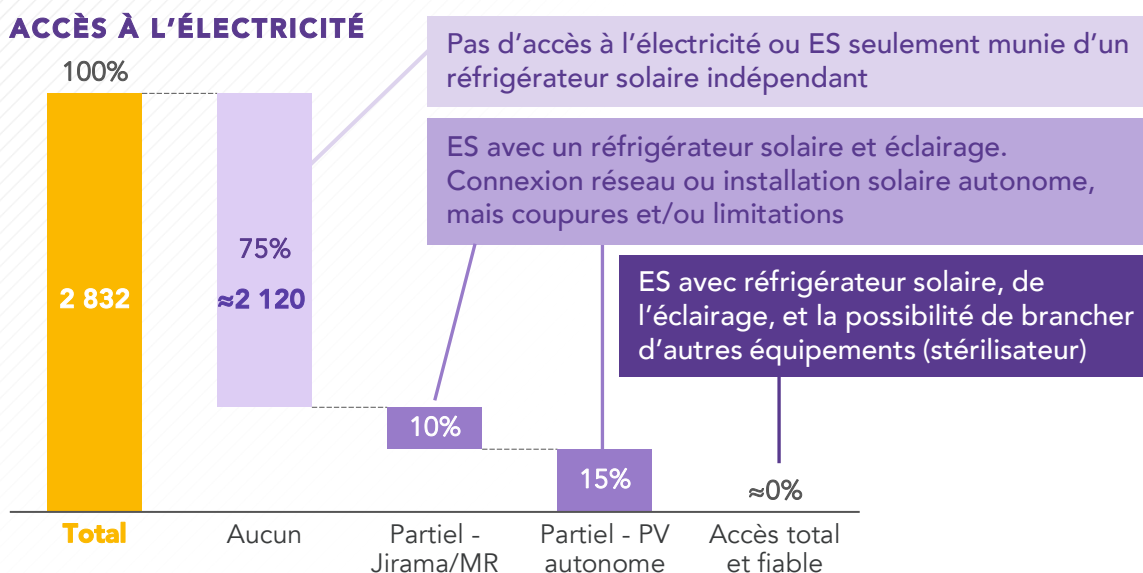 ACCÈS À L’ÉLECTRICITÉ
Pas d’accès à l’électricité ou ES seulement munie d’un
réfrigérateur solaire indépendant
ES avec un réfrigérateur solaire et éclairage.
Connexion réseau ou installation solaire autonome,
mais coupures et/ou limitations
ES avec réfrigérateur solaire, de
l’éclairage, et la possibilité de brancher
d’autres équipements (stérilisateur)
100%
2 832
75%
≈2 120
10%
15%
≈0%
Total
Aucun
Partiel -
Jirama/MR
Partiel - PV
autonome
Accès total
et fiable